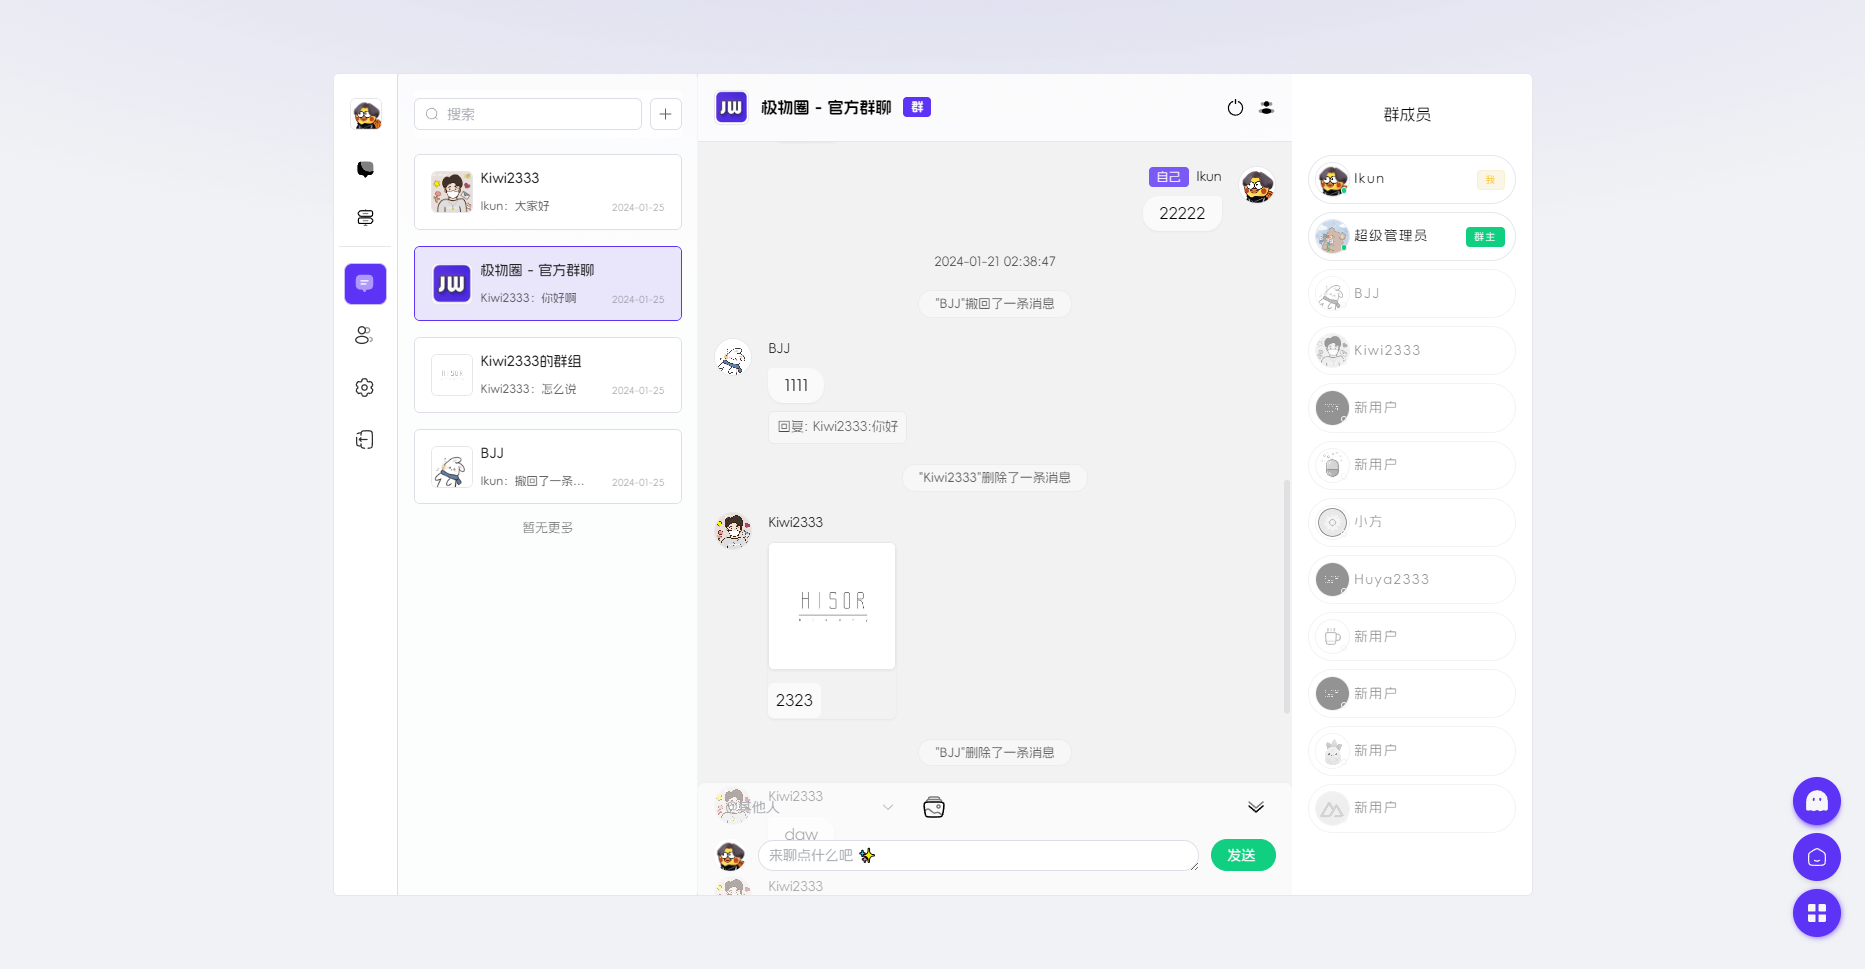 搜索
Kiwi2333
Ikun：大家好
2024-01-25
极物圈 - 官方群聊
Kiwi2333：你好啊
2024-01-25
Kiwi2333的群组
Kiwi2333：怎么说
2024-01-25
BJJ
Ikun：撤回了一条...
2024-01-25
暂无更多
JW
极物圈 - 官方群聊
群
自己 Ikun
22222
2024-01-21 02:38:47
"BJJ"撤回了一条消息
BJJ
1111
回复: Kiwi2333:你好
"Kiwi2333"删除了一条消息
Kiwi2333
HISOR
2323
"BJJ"删除了一条消息
Kiwi2333
@其他人
daw
来聊点什么吧 ✨
发送
Kiwi2333
群成员
Ikun
我
超级管理员
群主
BJJ
Kiwi2333
新用户
新用户
小方
Huya2333
新用户
新用户
新用户
新用户